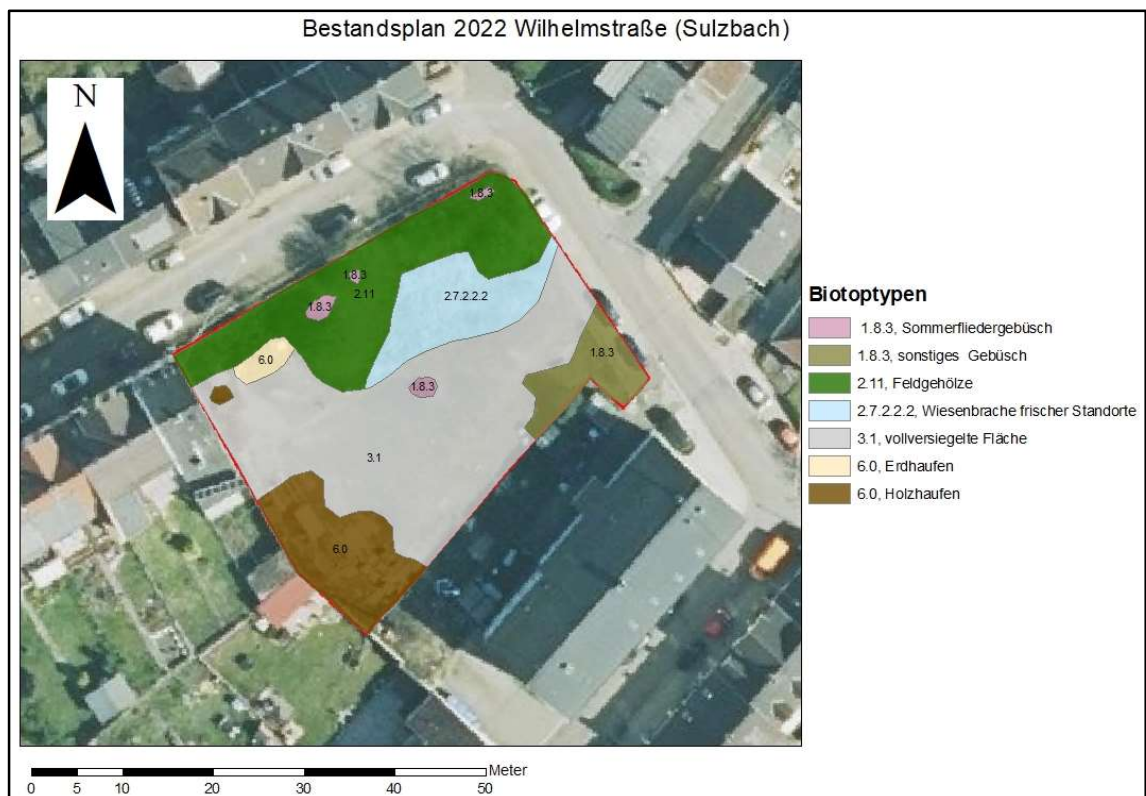 Bestandsplan 2022 Wilhelmstraße (Sulzbach)
N
1.8.3
1.8.3
2.11
2.7.2.2.2
1.8.3
6.0
1.8.3
1.8.3
3.1
6.0
Biotoptypen
1.8.3, Sommerfliedergebüsch
1.8.3, sonstiges Gebüsch
2.11, Feldgehölze
2.7.2.2.2, Wiesenbrache frischer Standorte
3.1, vollversiegelte Fläche
6.0, Erdhaufen
6.0, Holzhaufen
Meter
0 5 10 20 30 40 50